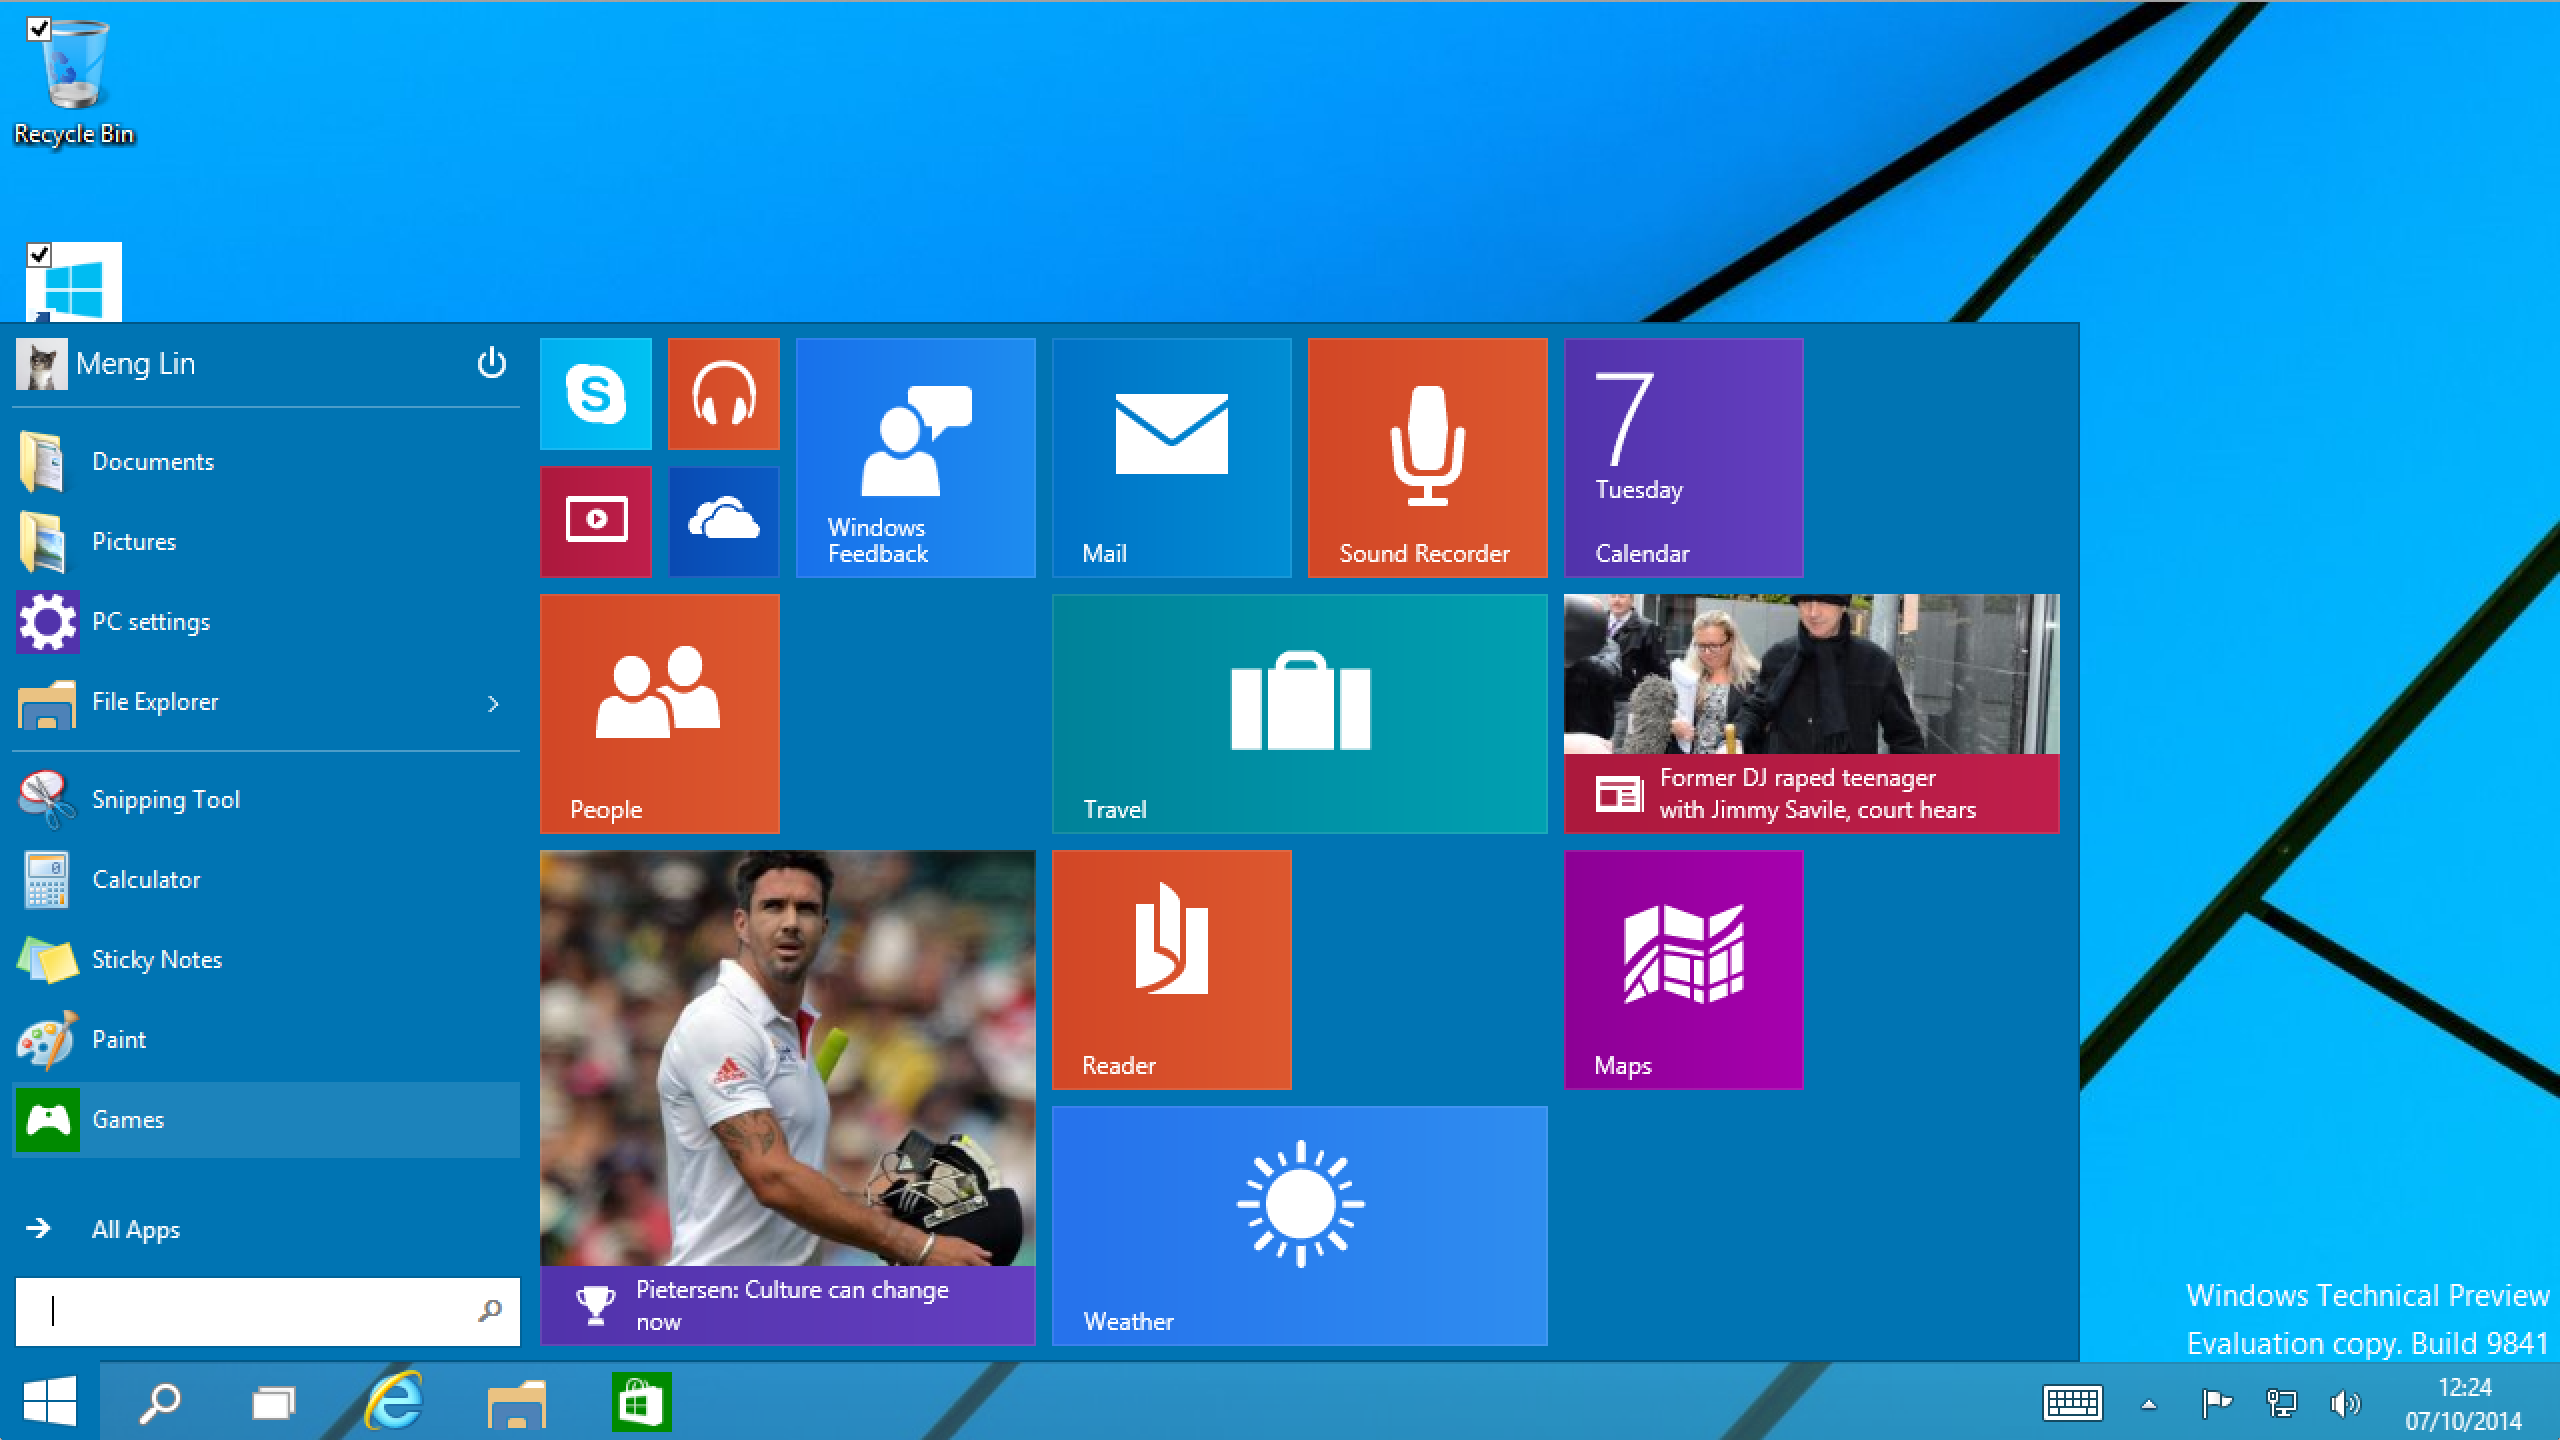 Recycle Bin
Meng Lin
Documents
Pictures
PC settings
File Explorer
Snipping Tool
Calculator
Sticky Notes
Paint
Games
All Apps
Windows
Feedback
Mail
Sound Recorder
7
Tuesday
Calendar
People
Travel
Former DJ raped teenager
with Jimmy Savile, court hears
Pietersen: Culture can change
now
Reader
Maps
Weather
Windows Technical Preview
Evaluation copy. Build 9841
12:24
07/10/2014